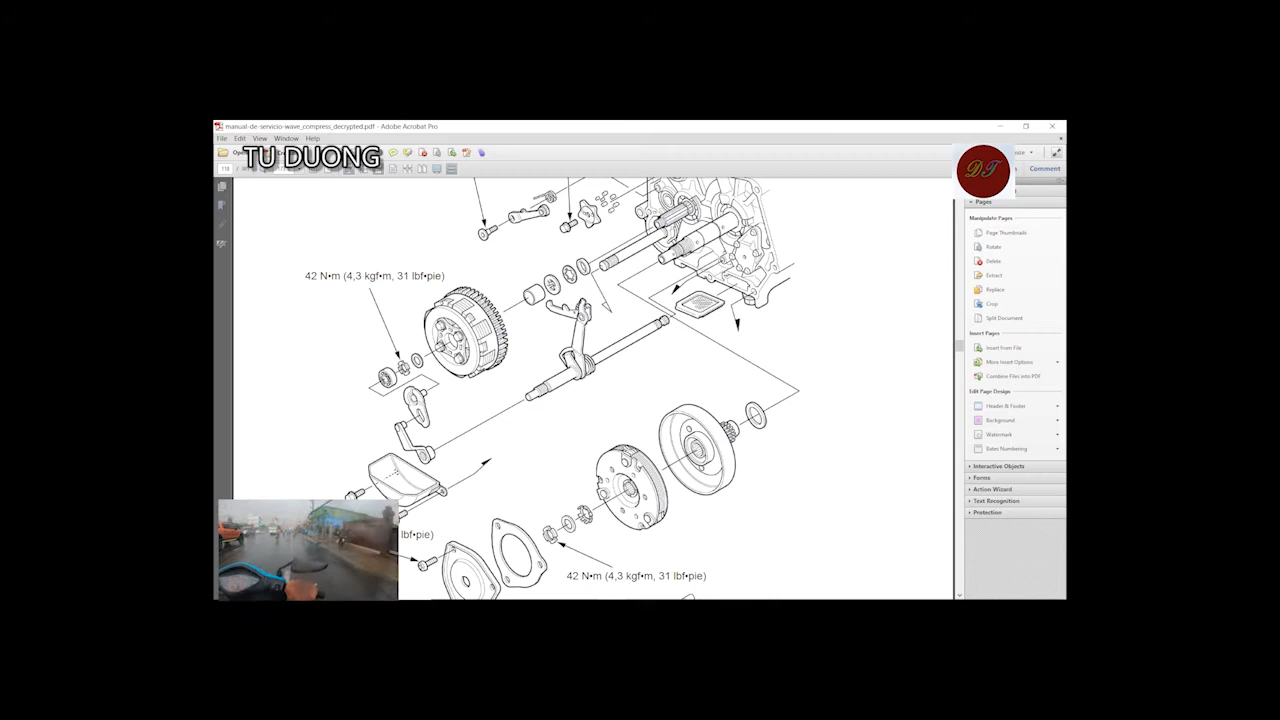 manual-de-servicio-wave_compress_decrypted.pdf - Adobe Acrobat Pro
File Edit View Window Help
TU DUONG
DT
118
Comment
Pages
Manipulate Pages
Page Thumbnails
Rotate
Delete
Extract
Replace
Crop
Split Document
Insert Pages
Insert from File
More Insert Options
Combine Files into PDF
Edit Page Design
Header & Footer
Background
Watermark
Bates Numbering
Interactive Objects
Forms
Action Wizard
Text Recognition
Protection
42 N•m (4,3 kgf•m, 31 lbf•pie)
lbf•pie)
42 N•m (4,3 kgf•m, 31 lbf•pie)